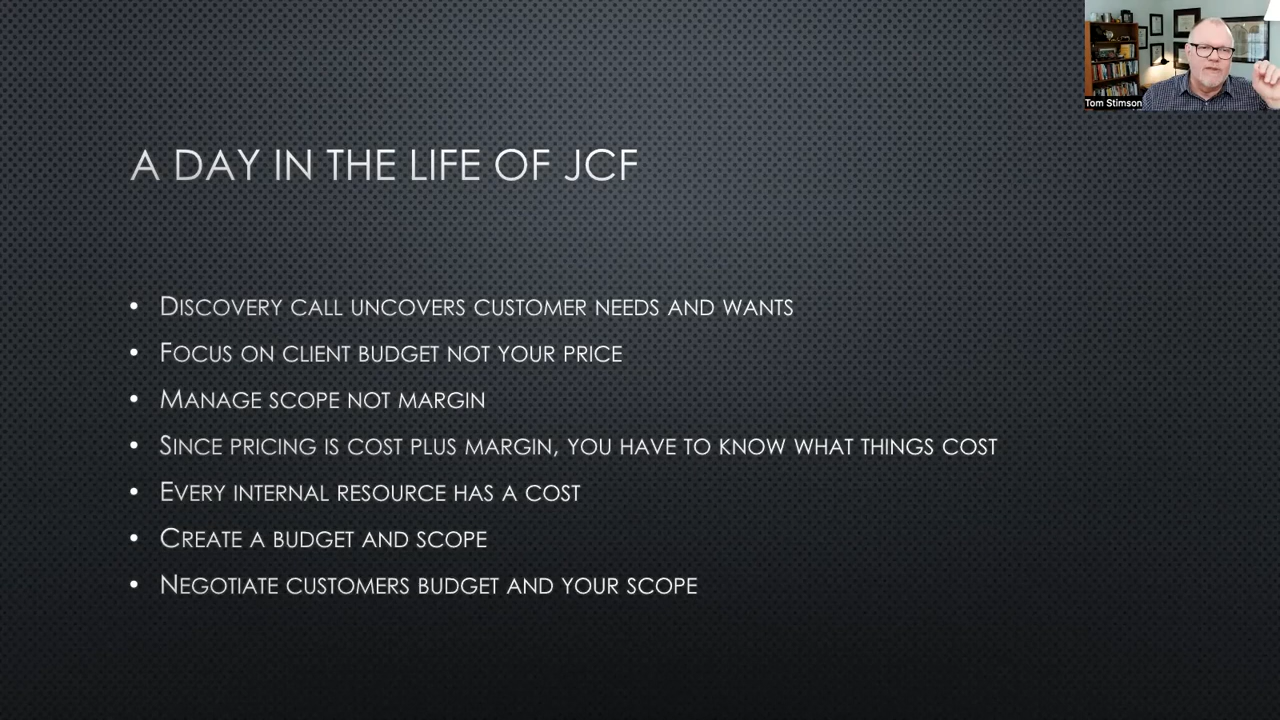 A DAY IN THE LIFE OF JCF
• DISCOVERY CALL UNCOVERS CUSTOMER NEEDS AND WANTS
• FOCUS ON CLIENT BUDGET NOT YOUR PRICE
• MANAGE SCOPE NOT MARGIN
• SINCE PRICING IS COST PLUS MARGIN, YOU HAVE TO KNOW WHAT THINGS COST
• EVERY INTERNAL RESOURCE HAS A COST
• CREATE A BUDGET AND SCOPE
• NEGOTIATE CUSTOMERS BUDGET AND YOUR SCOPE
Tom Stimson